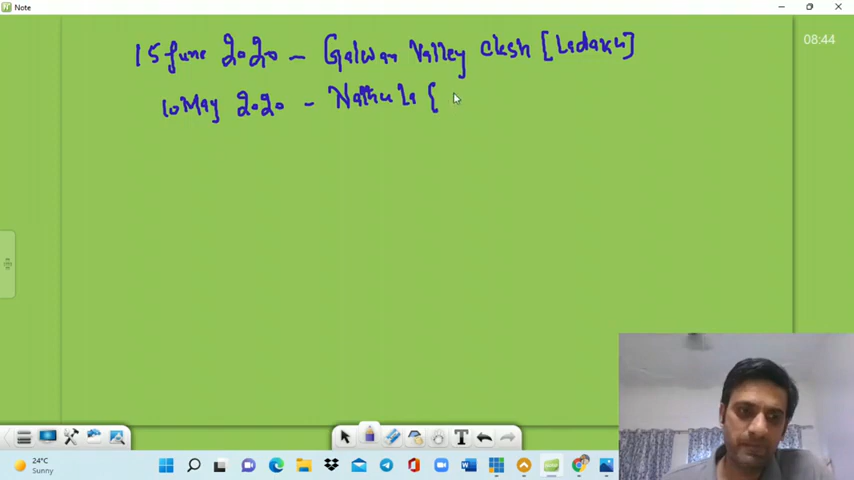 Note
08:44
15 June 2020 - Galwan Valley Clash [Ladakh]
10 May 2020 - Nathu La {
24°C
Sunny